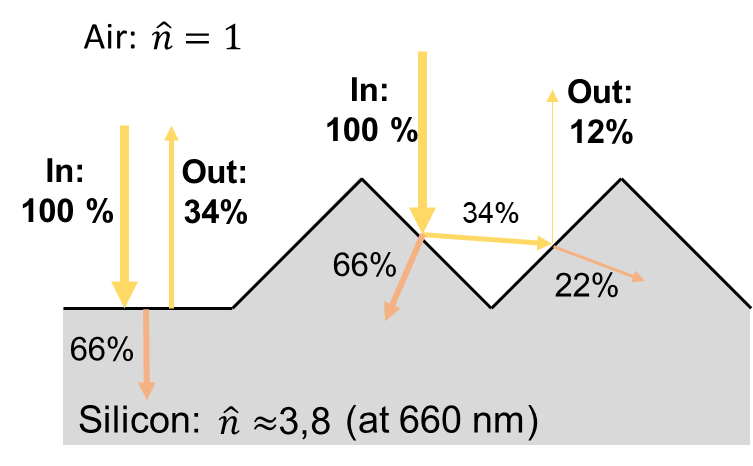 Air: n̂ = 1
In:
100 %
Out:
34%
66%
In:
100 %
34%
66%
Out:
12%
22%
Silicon: n̂ ≈3,8 (at 660 nm)